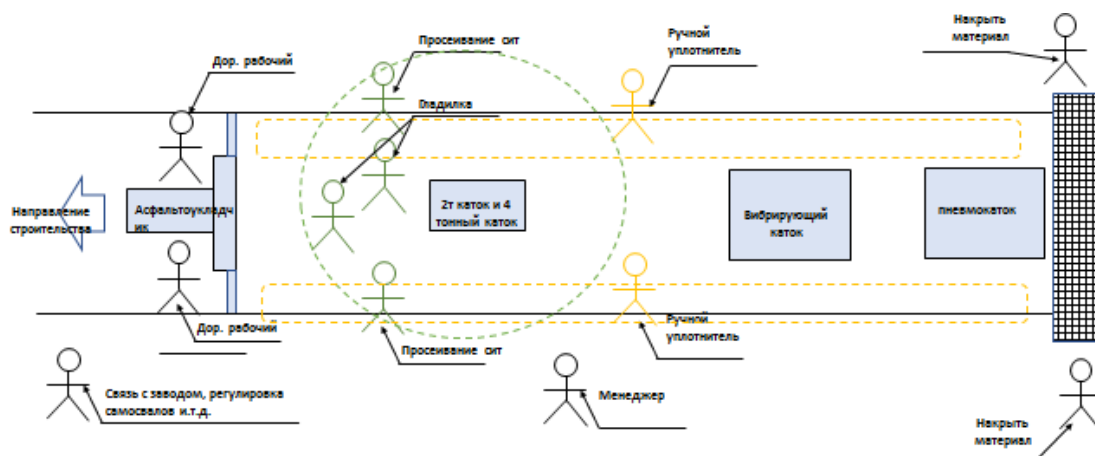 Накрыть
материал
Просеивание сит
Ручной
уплотнитель
Дор. рабочий
Гладилка
Направление
строительства
Асфальтоукладч
ик
2т каток и 4
тонный каток
Вибрирующий
каток
пневмокаток
Дор. рабочий
Ручной
уплотнитель
Просеивание сит
Связь с заводом, регулировка
самосвалов и.т.д.
Менеджер
Накрыть
материал